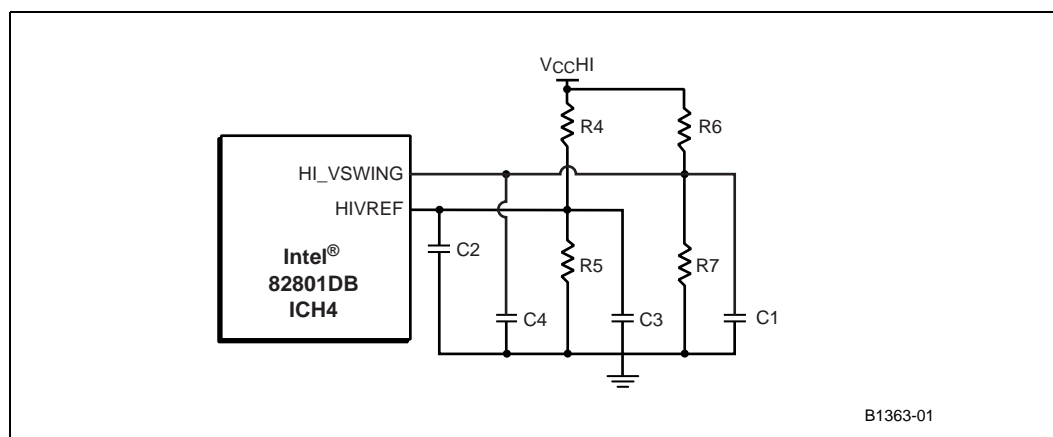 VCCHI
R4
R6
HI_VSWING
HIVREF
C2
Intel®
82801DB
ICH4
R5
R7
C4
C3
C1
B1363-01